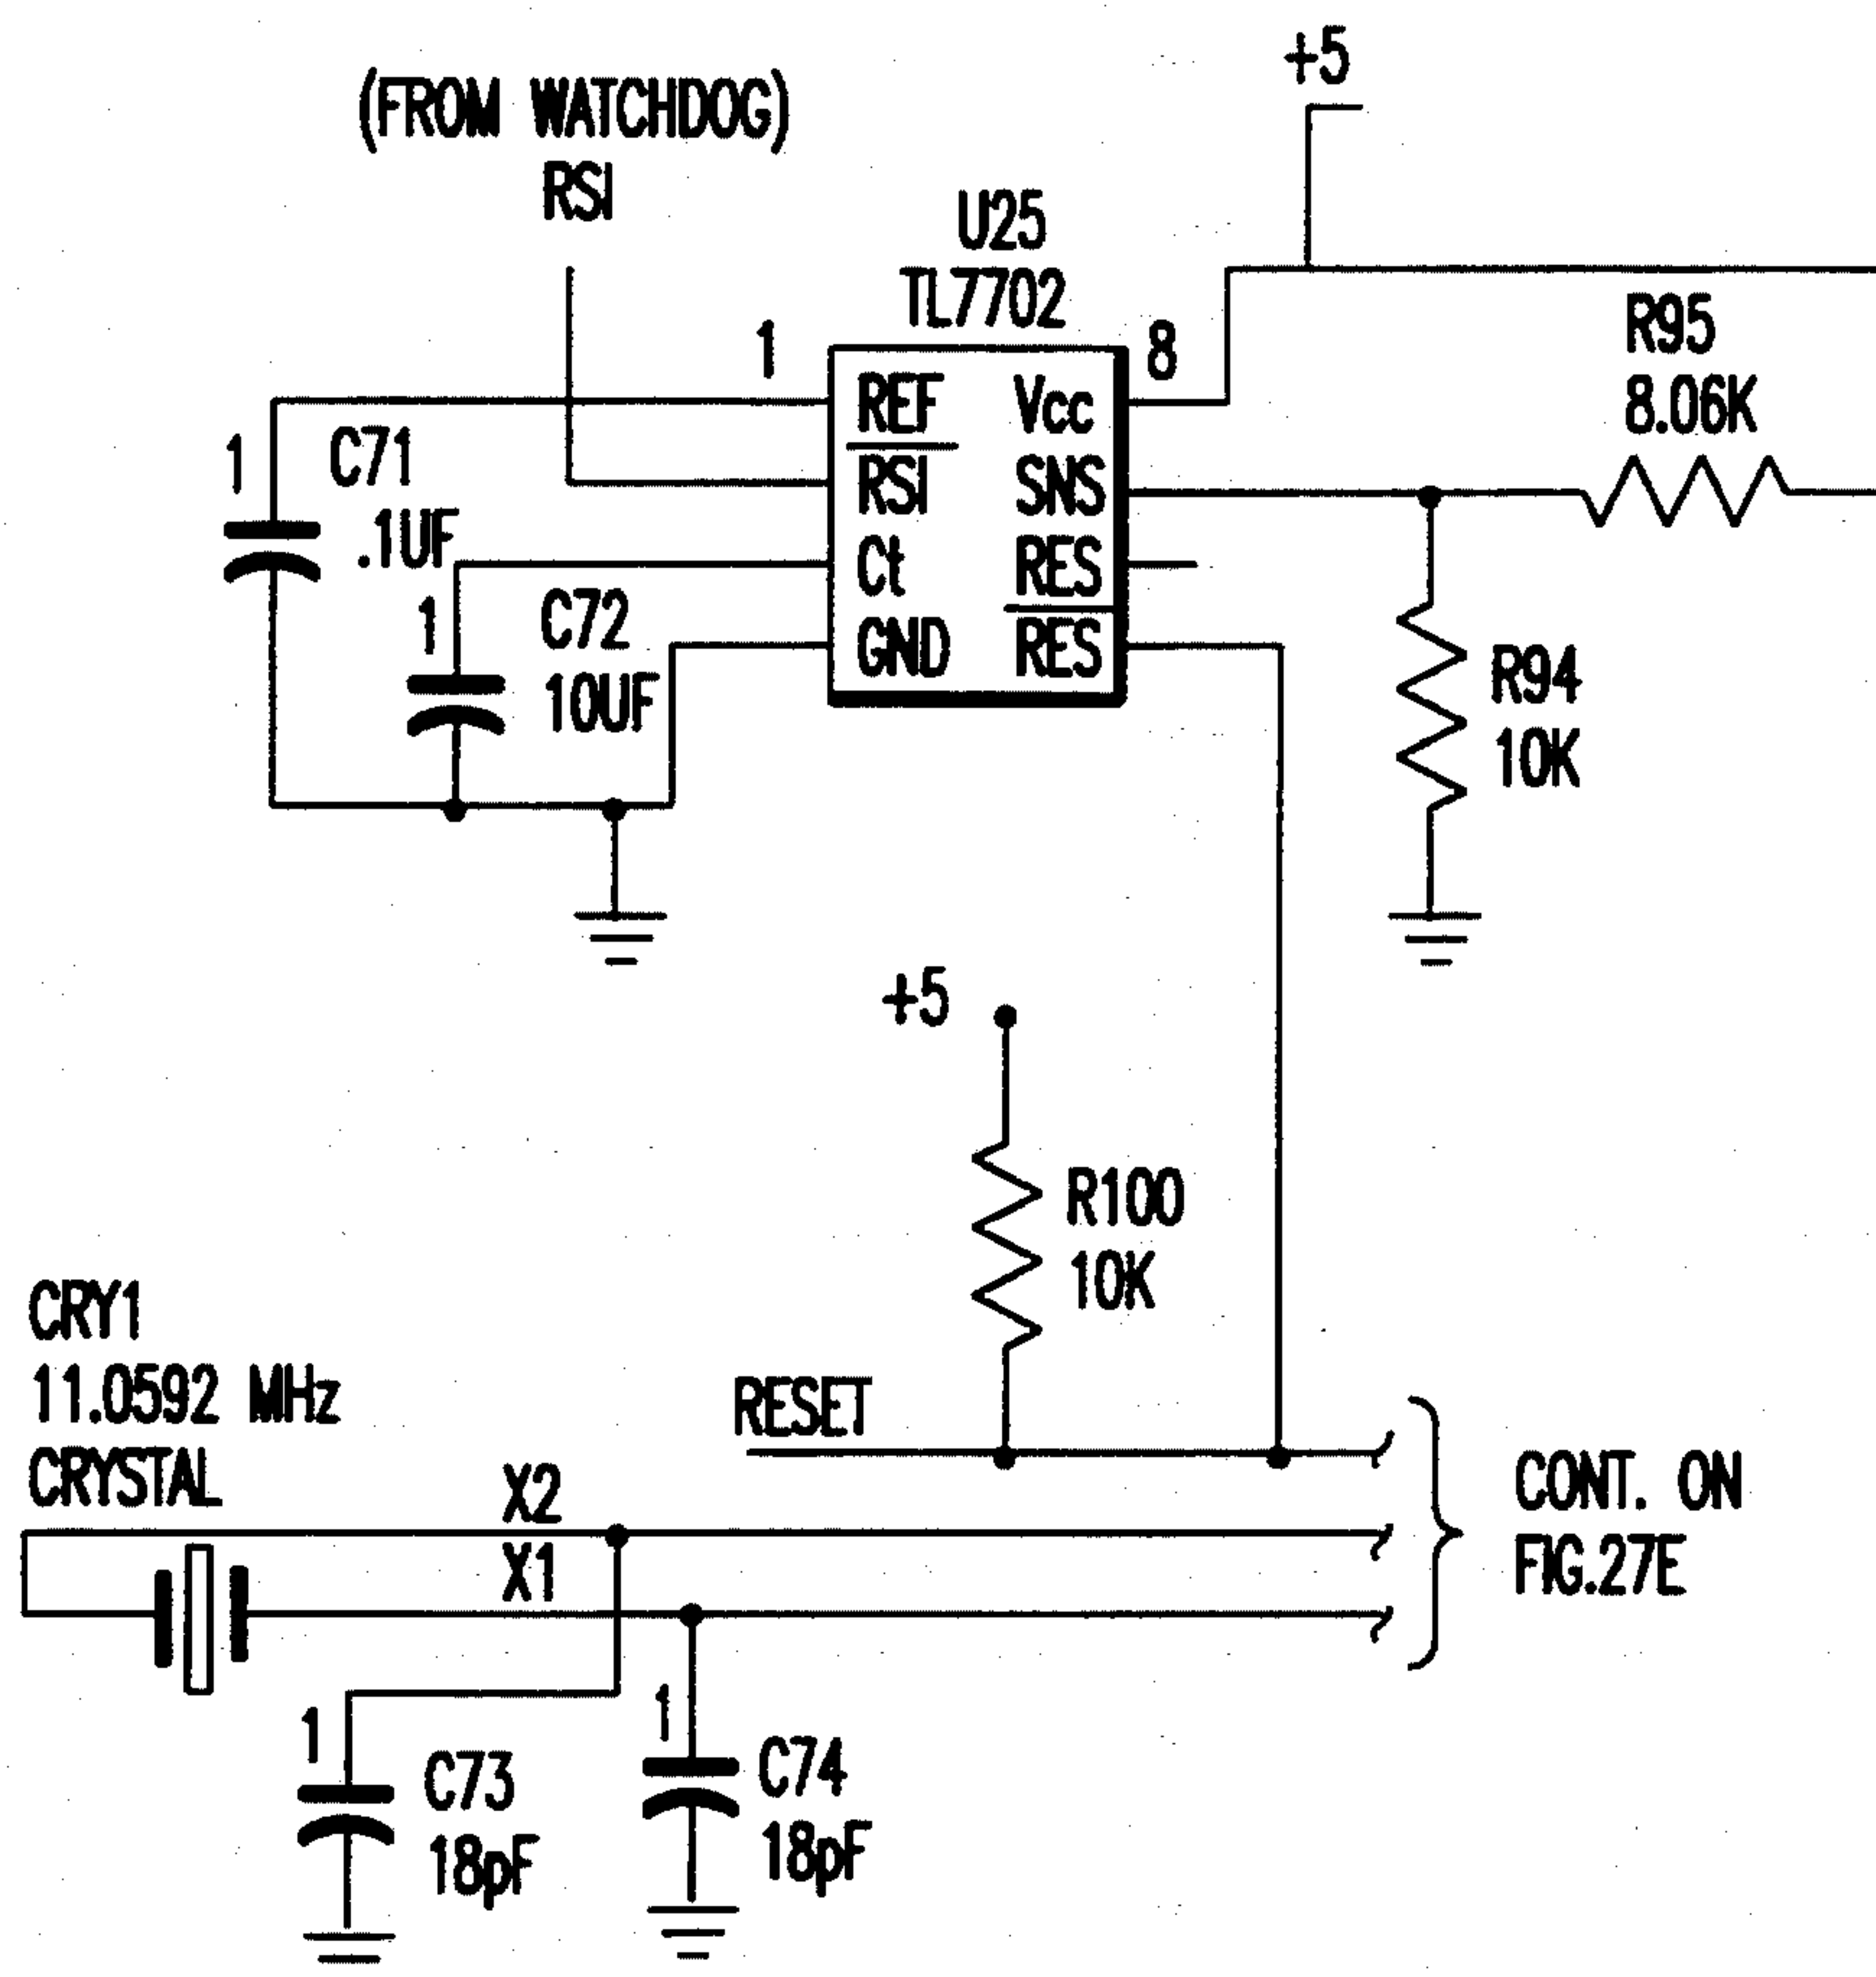 +5
(FROM WATCHDOG)
RSI
U25
TL7702
1
8
R95
8.06K
REF
Vcc
1
C71
.1UF
RSI
SNS
Ct
RES
1
C72
10UF
GND
RES
R94
10K
+5
R100
10K
CRY1
11.0592 MHz
CRYSTAL
RESET
X2
X1
CONT. ON
FIG.27E
1
C73
18pF
1
C74
18pF